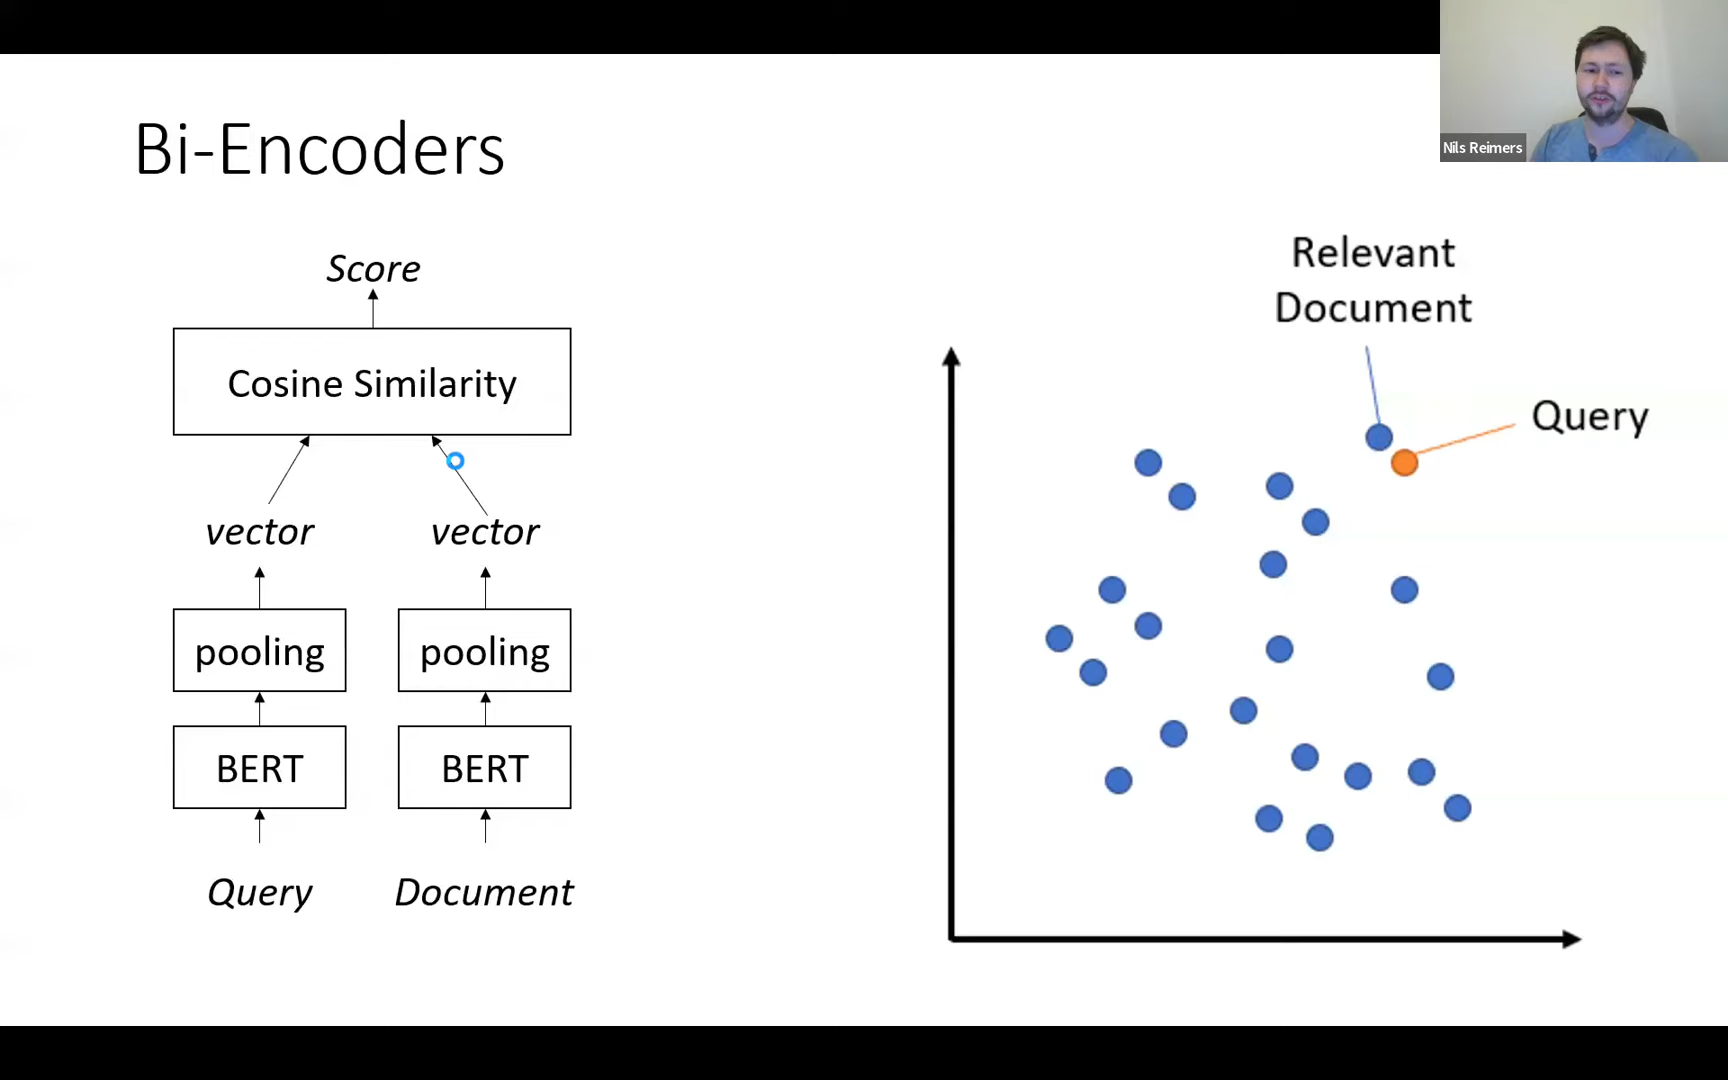 Nils Reimers
Bi-Encoders
Score
Cosine Similarity
vector vector
pooling pooling
BERT BERT
Query Document
Relevant
Document
Query